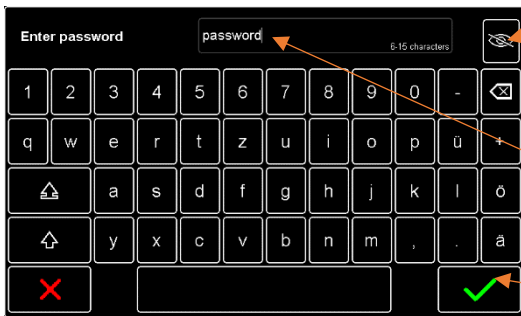 Enter password
password
6-15 characters
1 2 3 4 5 6 7 8 9 0 -
q w e r t z u i o p ü +
a s d f g h j k l ö
y x c v b n m , . ä